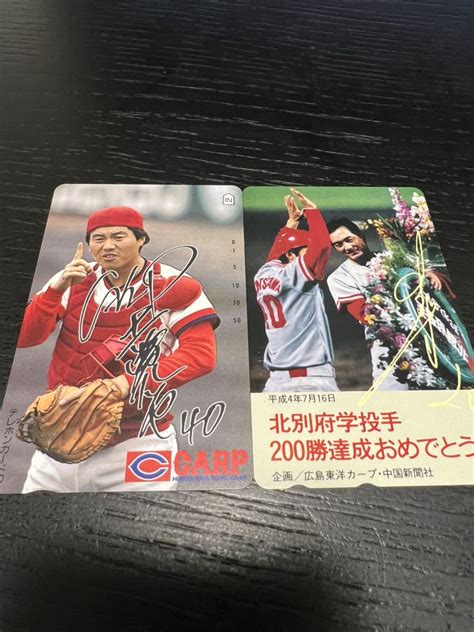 IN
0
1
5
10
30
50
40
CARP
HIROSHIMA TOYO CARP
テレホンカード
平成4年7月16日
北別府学投手
200勝達成おめでとう
企画/広島東洋カープ・中国新聞社